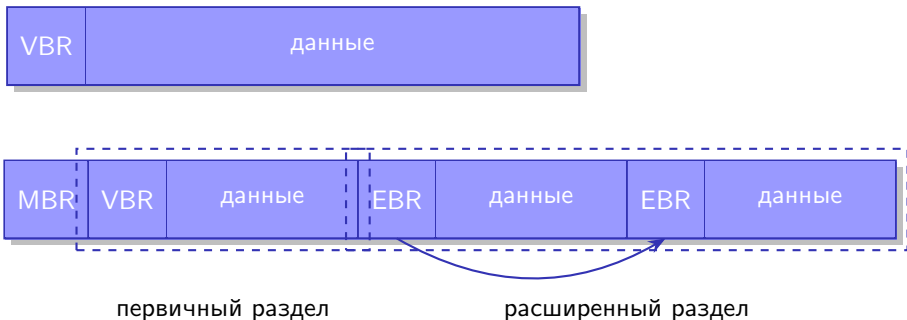 VBR данные
MBR VBR данные EBR данные EBR данные
первичный раздел расширенный раздел